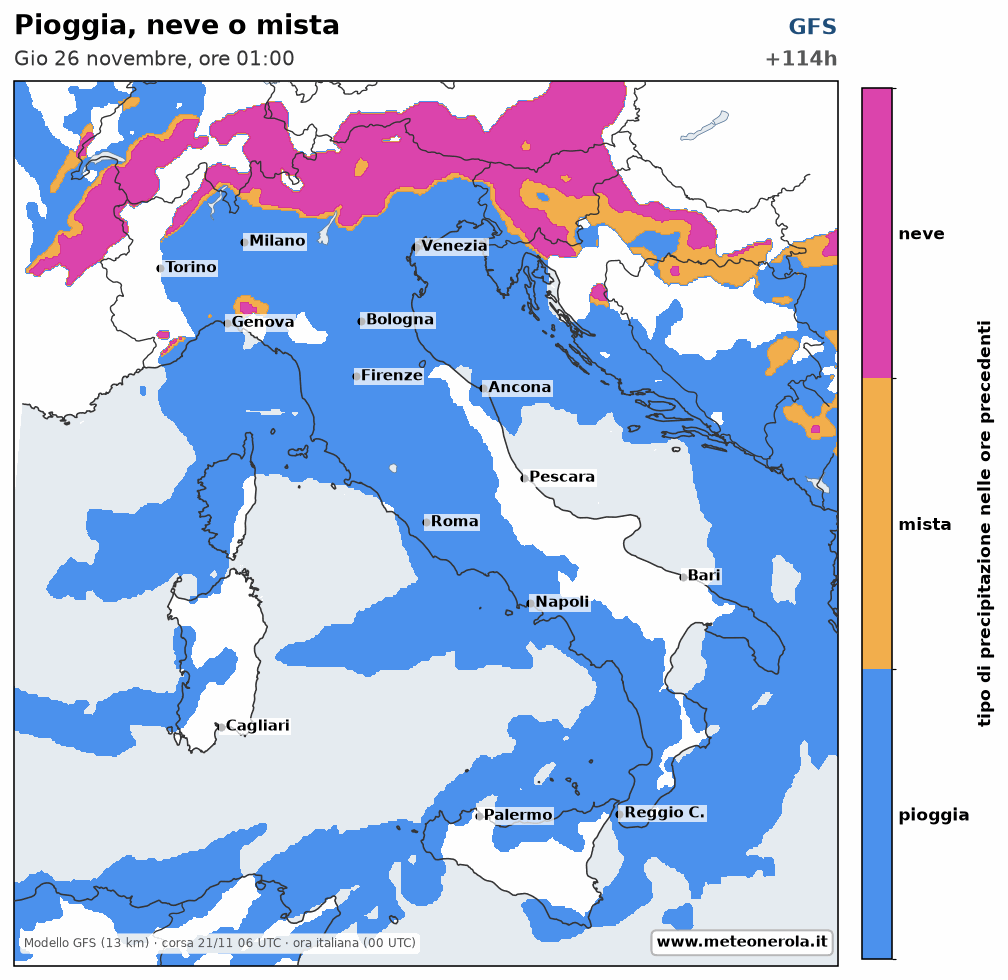 Pioggia, neve o mista
GFS
Gio 26 novembre, ore 01:00
+114h
neve
mista
pioggia
tipo di precipitazione nelle ore precedenti
Milano
Venezia
Torino
Genova
Bologna
Firenze
Ancona
Pescara
Roma
Bari
Napoli
Cagliari
Palermo
Reggio C.
Modello GFS (13 km) · corsa 21/11 06 UTC · ora italiana (00 UTC)
www.meteonerola.it